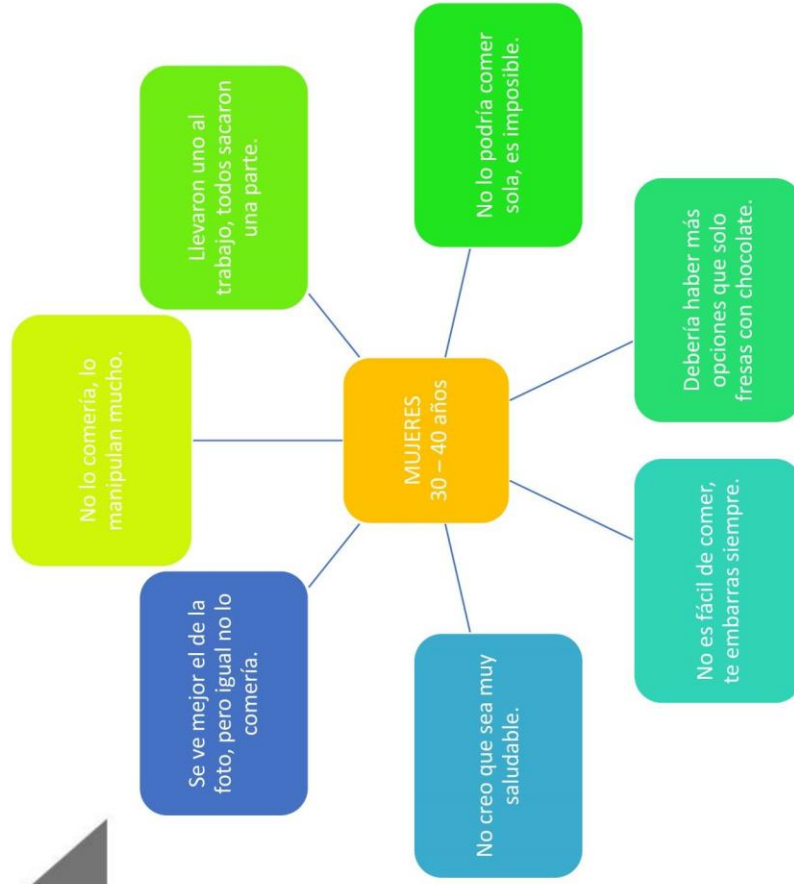 No lo comería, lo
manipulan mucho.
Llevaron uno al
trabajo, todos sacaron
una parte.
No lo podría comer
sola, es imposible.
Debería haber más
opciones que solo
fresas con chocolate.
No es fácil de comer,
te embarras siempre.
No creo que sea muy
saludable.
Se ve mejor el de la
foto, pero igual no lo
comería.
MUJERES
30 – 40 años